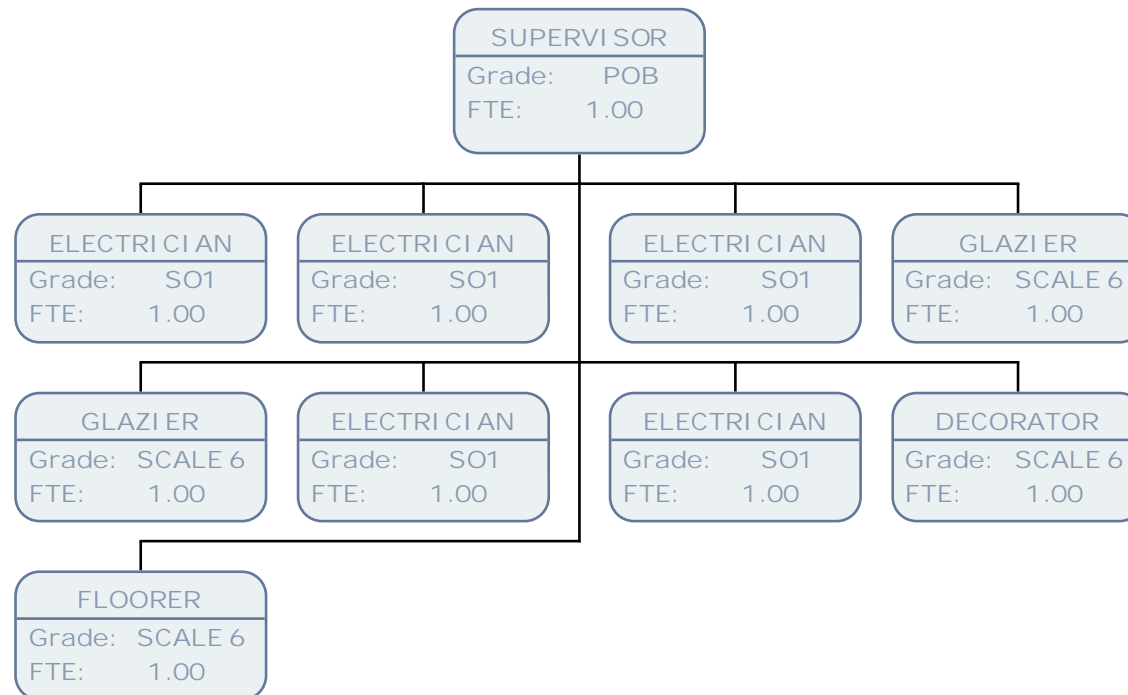 SUPERVISOR
Grade: POB
FTE: 1.00
ELECTRICIAN
Grade: SO1
FTE: 1.00
ELECTRICIAN
Grade: SO1
FTE: 1.00
ELECTRICIAN
Grade: SO1
FTE: 1.00
GLAZIER
Grade: SCALE 6
FTE: 1.00
GLAZIER
Grade: SCALE 6
FTE: 1.00
ELECTRICIAN
Grade: SO1
FTE: 1.00
ELECTRICIAN
Grade: SO1
FTE: 1.00
DECORATOR
Grade: SCALE 6
FTE: 1.00
FLOORER
Grade: SCALE 6
FTE: 1.00